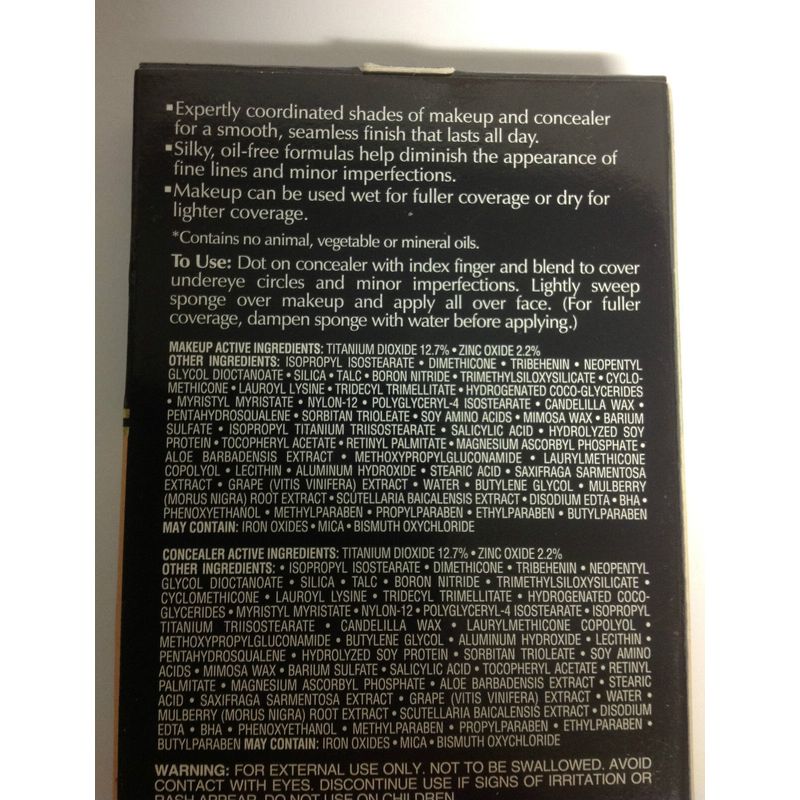 ▪Expertly coordinated shades of makeup and concealer
for a smooth, seamless finish that lasts all day.
▪Silky, oil-free formulas help diminish the appearance of
fine lines and minor imperfections.
▪Makeup can be used wet for fuller coverage or dry for
lighter coverage.
*Contains no animal, vegetable or mineral oils.
To Use: Dot on concealer with index finger and blend to cover
undereye circles and minor imperfections. Lightly sweep
sponge over makeup and apply all over face. (For fuller
coverage, dampen sponge with water before applying.)
MAKEUP ACTIVE INGREDIENTS: TITANIUM DIOXIDE 12.7% • ZINC OXIDE 2.2%
OTHER INGREDIENTS: ISOPROPYL ISOSTEARATE • DIMETHICONE • TRIBEHENIN • NEOPENTYL
GLYCOL DIOCTANOATE • SILICA • TALC • BORON NITRIDE • TRIMETHYLSILOXYSILICATE • CYCLO-
METHICONE • LAUROYL LYSINE • TRIDECYL TRIMELLITATE • HYDROGENATED COCO-GLYCERIDES
• MYRISTYL MYRISTATE • NYLON-12 • POLYGLYCERYL-4 ISOSTEARATE • CANDELILLA WAX •
PENTAHYDROSQUALENE • SORBITAN TRIOLEATE • SOY AMINO ACIDS • MIMOSA WAX • BARIUM
SULFATE • ISOPROPYL TITANIUM TRIISOSTEARATE • SALICYLIC ACID • HYDROLYZED SOY
PROTEIN • TOCOPHERYL ACETATE • RETINYL PALMITATE • MAGNESIUM ASCORBYL PHOSPHATE •
ALOE BARBADENSIS EXTRACT • METHOXYPROPYLGLUCONAMIDE • LAURYLMETHICONE
COPOLYOL • LECITHIN • ALUMINUM HYDROXIDE • STEARIC ACID • SAXIFRAGA SARMENTOSA
EXTRACT • GRAPE (VITIS VINIFERA) EXTRACT • WATER • BUTYLENE GLYCOL • MULBERRY
(MORUS NIGRA) ROOT EXTRACT • SCUTELLARIA BAICALENSIS EXTRACT • DISODIUM EDTA • BHA •
PHENOXYETHANOL • METHYLPARABEN • PROPYLPARABEN • ETHYLPARABEN • BUTYLPARABEN
MAY CONTAIN: IRON OXIDES • MICA • BISMUTH OXYCHLORIDE
CONCEALER ACTIVE INGREDIENTS: TITANIUM DIOXIDE 12.7% • ZINC OXIDE 2.2%
OTHER INGREDIENTS: • ISOPROPYL ISOSTEARATE • DIMETHICONE • TRIBEHENIN • NEOPENTYL
GLYCOL DIOCTANOATE • SILICA • TALC • BORON NITRIDE • TRIMETHYLSILOXYSILICATE •
CYCLOMETHICONE • LAUROYL LYSINE • TRIDECYL TRIMELLITATE • HYDROGENATED COCO-
GLYCERIDES • MYRISTYL MYRISTATE • NYLON-12 • POLYGLYCERYL-4 ISOSTEARATE • ISOPROPYL
TITANIUM TRIISOSTEARATE • CANDELILLA WAX • LAURYLMETHICONE COPOLYOL •
METHOXYPROPYLGLUCONAMIDE • BUTYLENE GLYCOL • ALUMINUM HYDROXIDE • LECITHIN •
PENTAHYDROSQUALENE • HYDROLYZED SOY PROTEIN • SORBITAN TRIOLEATE • SOY AMINO
ACIDS • MIMOSA WAX • BARIUM SULFATE • SALICYLIC ACID • TOCOPHERYL ACETATE • RETINYL
PALMITATE • MAGNESIUM ASCORBYL PHOSPHATE • ALOE BARBADENSIS EXTRACT • STEARIC
ACID • SAXIFRAGA SARMENTOSA EXTRACT • GRAPE (VITIS VINIFERA) EXTRACT • WATER •
MULBERRY (MORUS NIGRA) ROOT EXTRACT • SCUTELLARIA BAICALENSIS EXTRACT • DISODIUM
EDTA • BHA • PHENOXYETHANOL • METHYLPARABEN • PROPYLPARABEN • ETHYLPARABEN •
BUTYLPARABEN MAY CONTAIN: IRON OXIDES • MICA • BISMUTH OXYCHLORIDE
WARNING: FOR EXTERNAL USE ONLY. NOT TO BE SWALLOWED. AVOID
CONTACT WITH EYES. DISCONTINUE USE IF SIGNS OF IRRITATION OR
RASH APPEAR. DO NOT USE ON CHILDREN